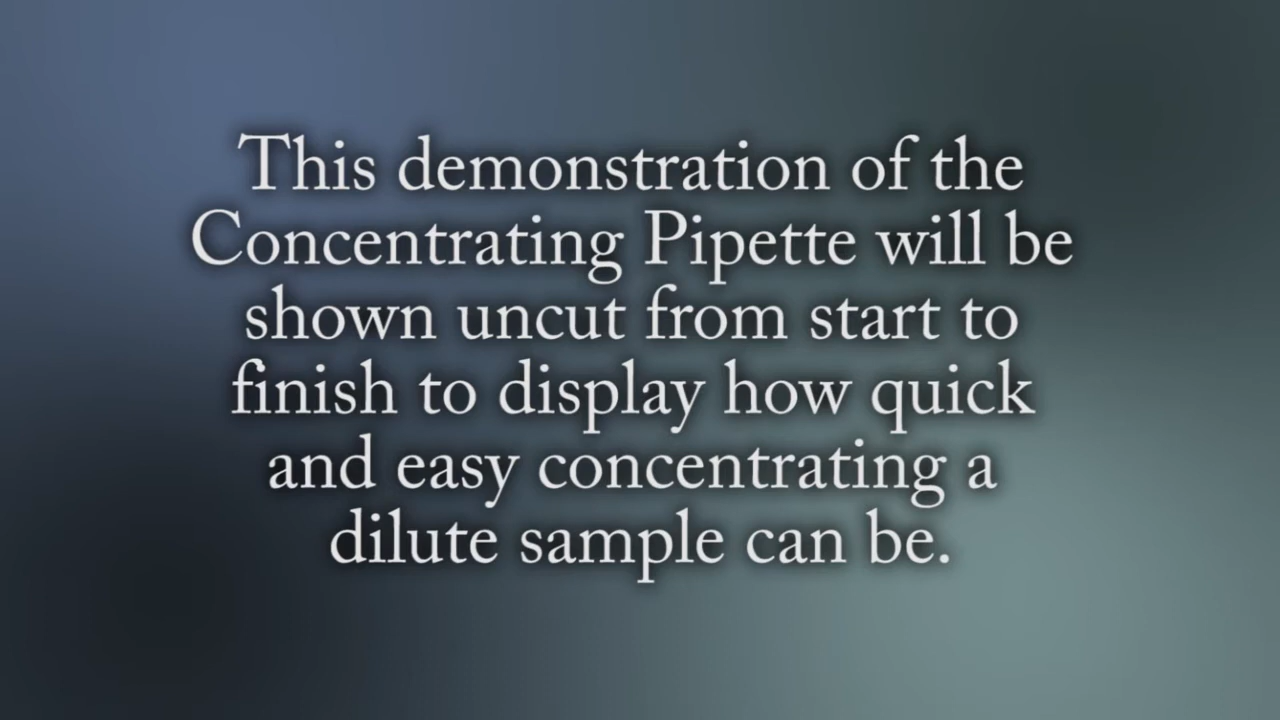 This demonstration of the
Concentrating Pipette will be
shown uncut from start to
finish to display how quick
and easy concentrating a
dilute sample can be.